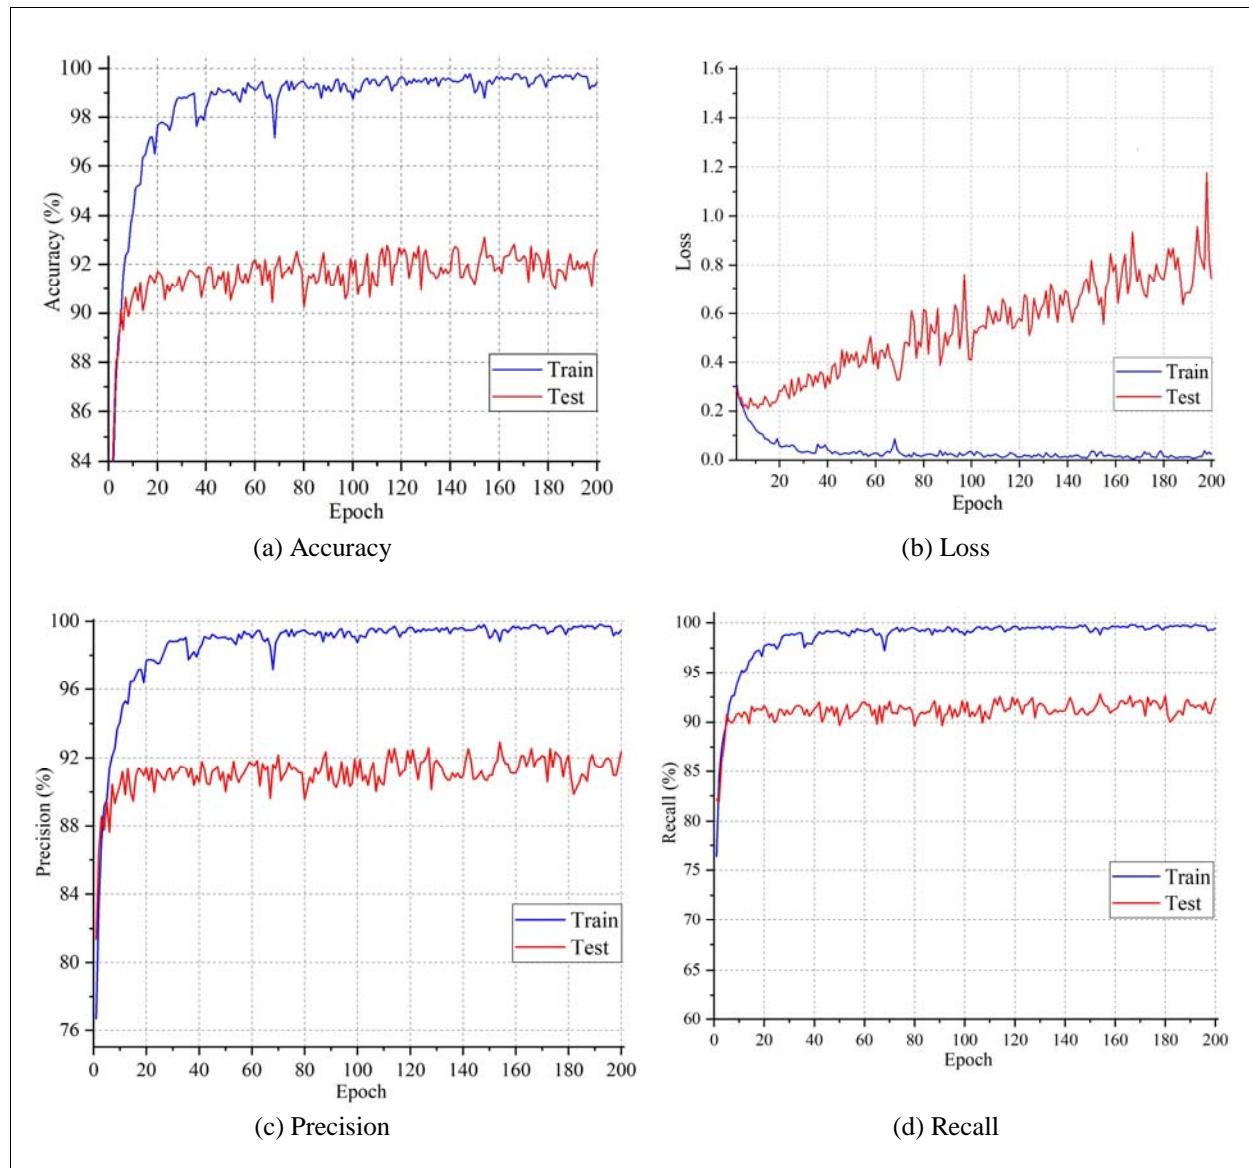 100
98
96
94
92
90
88
86
84
Accuracy (%)
Train
Test
0 20 40 60 80 100 120 140 160 180 200
Epoch
(a) Accuracy
1.6
1.4
1.2
1.0
0.8
0.6
0.4
0.2
0.0
Loss
Train
Test
20 40 60 80 100 120 140 160 180 200
Epoch
(b) Loss
100
96
92
88
84
80
76
Precision (%)
Train
Test
0 20 40 60 80 100 120 140 160 180 200
Epoch
(c) Precision
100
95
90
85
80
75
70
65
60
Recall (%)
Train
Test
0 20 40 60 80 100 120 140 160 180 200
Epoch
(d) Recall